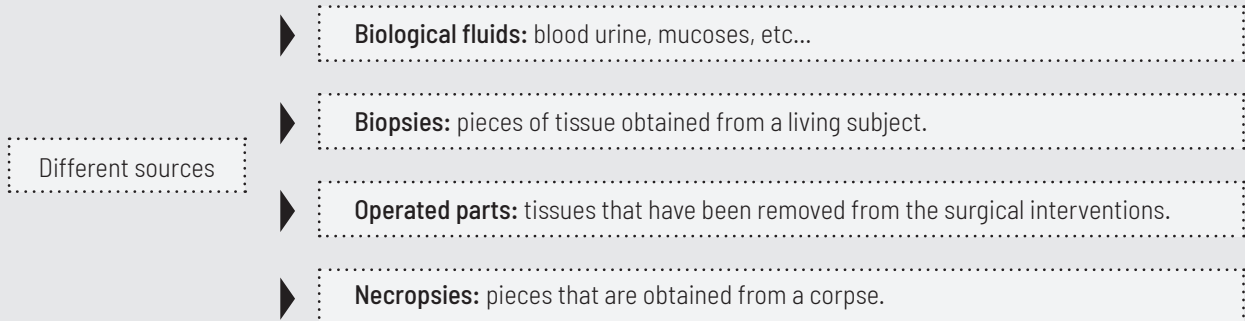 Biological fluids: blood urine, mucoses, etc...
Biopsies: pieces of tissue obtained from a living subject.
Different sources
Operated parts: tissues that have been removed from the surgical interventions.
Necropsies: pieces that are obtained from a corpse.